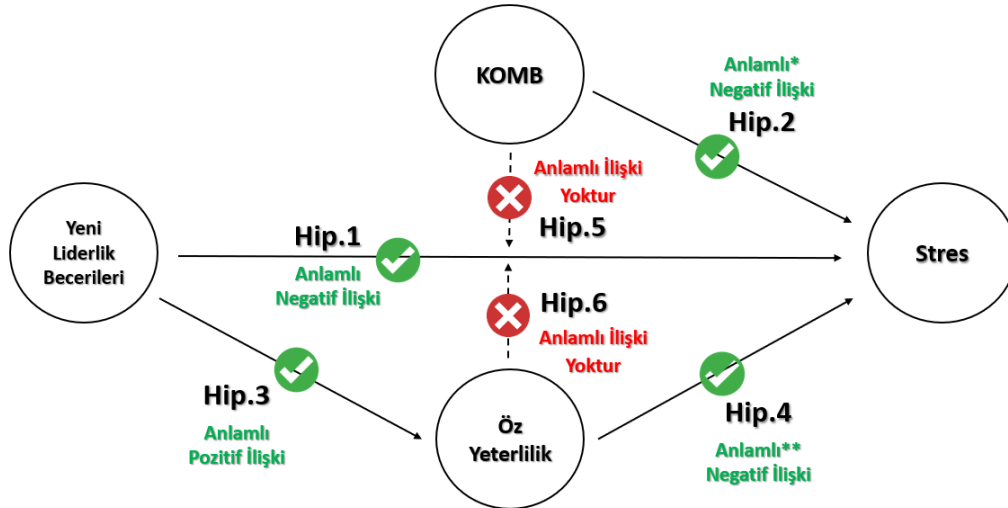 KOMB
Anlamlı*
Negatif İlişki
Hip.2
Anlamlı İlişki
Yoktur
Hip.5
Yeni
Liderlik
Becerileri
Hip.1
Anlamlı
Negatif İlişki
Stres
Hip.6
Anlamlı İlişki
Yoktur
Hip.3
Anlamlı
Pozitif İlişki
Öz
Yeterlilik
Hip.4
Anlamlı**
Negatif İlişki